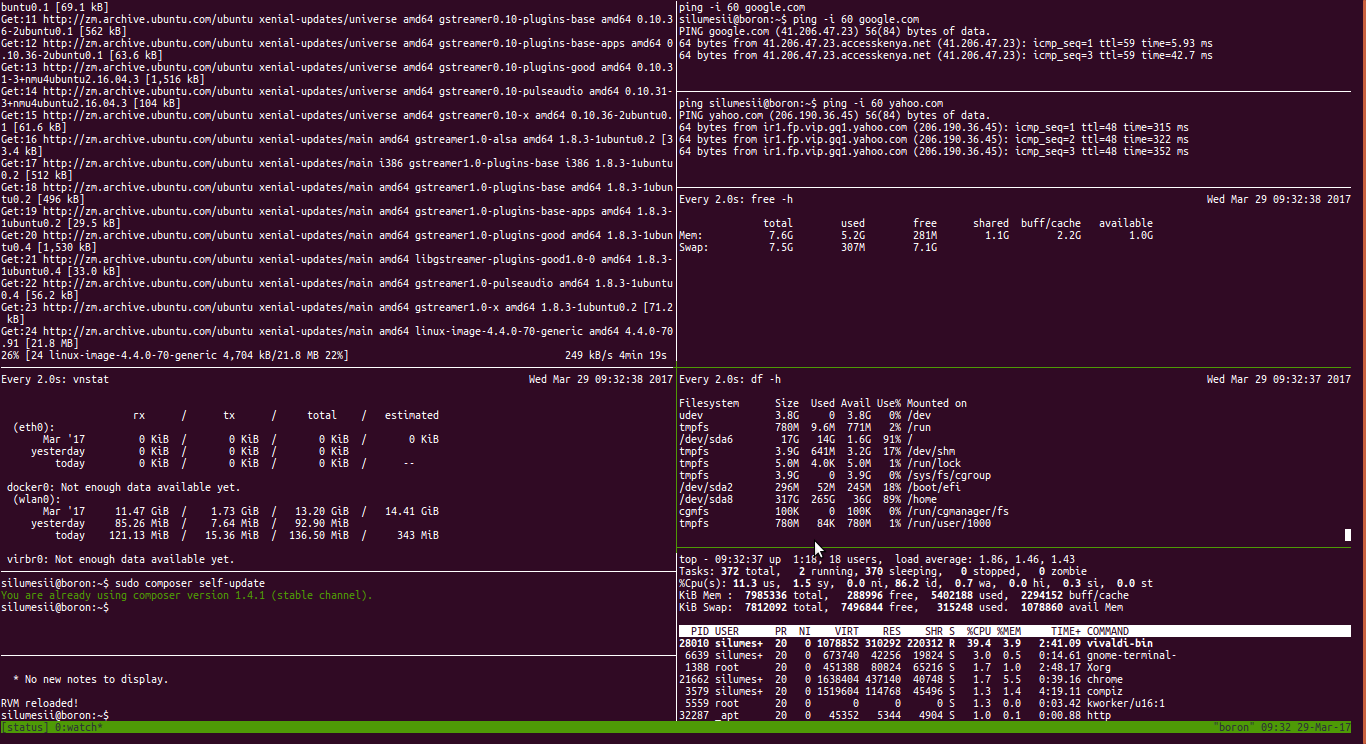 buntu0.1 [69.1 kB]
Get:11 http://zm.archive.ubuntu.com/ubuntu xenial-updates/universe amd64 gstreamer0.10-plugins-base amd64 0.10.3
6-2ubuntu0.1 [562 kB]
Get:12 http://zm.archive.ubuntu.com/ubuntu xenial-updates/universe amd64 gstreamer0.10-plugins-base-apps amd64 0
.10.36-2ubuntu0.1 [63.6 kB]
Get:13 http://zm.archive.ubuntu.com/ubuntu xenial-updates/universe amd64 gstreamer0.10-plugins-good amd64 0.10.3
1-3+nmu4ubuntu2.16.04.3 [1,516 kB]
Get:14 http://zm.archive.ubuntu.com/ubuntu xenial-updates/universe amd64 gstreamer0.10-pulseaudio amd64 0.10.31-
3+nmu4ubuntu2.16.04.3 [104 kB]
Get:15 http://zm.archive.ubuntu.com/ubuntu xenial-updates/universe amd64 gstreamer0.10-x amd64 0.10.36-2ubuntu0.
1 [61.6 kB]
Get:16 http://zm.archive.ubuntu.com/ubuntu xenial-updates/main amd64 gstreamer1.0-alsa amd64 1.8.3-1ubuntu0.2 [3
3.4 kB]
Get:17 http://zm.archive.ubuntu.com/ubuntu xenial-updates/main i386 gstreamer1.0-plugins-base i386 1.8.3-1ubuntu
0.2 [512 kB]
Get:18 http://zm.archive.ubuntu.com/ubuntu xenial-updates/main amd64 gstreamer1.0-plugins-base amd64 1.8.3-1ubun
tu0.2 [496 kB]
Get:19 http://zm.archive.ubuntu.com/ubuntu xenial-updates/main amd64 gstreamer1.0-plugins-base-apps amd64 1.8.3-
1ubuntu0.2 [29.5 kB]
Get:20 http://zm.archive.ubuntu.com/ubuntu xenial-updates/main amd64 gstreamer1.0-plugins-good amd64 1.8.3-1ubun
tu0.4 [1,530 kB]
Get:21 http://zm.archive.ubuntu.com/ubuntu xenial-updates/main amd64 libgstreamer-plugins-good1.0-0 amd64 1.8.3-
1ubuntu0.4 [33.0 kB]
Get:22 http://zm.archive.ubuntu.com/ubuntu xenial-updates/main amd64 gstreamer1.0-pulseaudio amd64 1.8.3-1ubuntu
0.4 [56.2 kB]
Get:23 http://zm.archive.ubuntu.com/ubuntu xenial-updates/main amd64 gstreamer1.0-x amd64 1.8.3-1ubuntu0.2 [71.2
kB]
Get:24 http://zm.archive.ubuntu.com/ubuntu xenial-updates/main amd64 linux-image-4.4.0-70-generic amd64 4.4.0-70
.91 [21.8 MB]
26% [24 linux-image-4.4.0-70-generic 4,704 kB/21.8 MB 22%] 249 kB/s 4min 19s
Every 2.0s: vnstat Wed Mar 29 09:32:38 2017
rx / tx / total / estimated
(eth0):
Mar '17 0 KiB / 0 KiB / 0 KiB / 0 KiB
yesterday 0 KiB / 0 KiB / 0 KiB
today 0 KiB / 0 KiB / 0 KiB / --
docker0: Not enough data available yet.
(wlan0):
Mar '17 11.47 GiB / 1.73 GiB / 13.20 GiB / 14.41 GiB
yesterday 85.26 MiB / 7.64 MiB / 92.90 MiB
today 121.13 MiB / 15.36 MiB / 136.50 MiB / 343 MiB
virbr0: Not enough data available yet.
silumesii@boron:~$ sudo composer self-update
You are already using composer version 1.4.1 (stable channel).
silumesii@boron:~$
* No new notes to display.
RVM reloaded!
silumesii@boron:~$
ping -i 60 google.com
silumesii@boron:~$ ping -i 60 google.com
PING google.com (41.206.47.23) 56(84) bytes of data.
64 bytes from 41.206.47.23.accesskenya.net (41.206.47.23): icmp_seq=1 ttl=59 time=5.93 ms
64 bytes from 41.206.47.23.accesskenya.net (41.206.47.23): icmp_seq=3 ttl=59 time=42.7 ms
ping silumesii@boron:~$ ping -i 60 yahoo.com
PING yahoo.com (206.190.36.45) 56(84) bytes of data.
64 bytes from ir1.fp.vip.gq1.yahoo.com (206.190.36.45): icmp_seq=1 ttl=48 time=315 ms
64 bytes from ir1.fp.vip.gq1.yahoo.com (206.190.36.45): icmp_seq=2 ttl=48 time=322 ms
64 bytes from ir1.fp.vip.gq1.yahoo.com (206.190.36.45): icmp_seq=3 ttl=48 time=352 ms
Every 2.0s: free -h Wed Mar 29 09:32:38 2017
total used free shared buff/cache available
Mem: 7.6G 5.2G 281M 1.1G 2.2G 1.0G
Swap: 7.5G 307M 7.1G
Every 2.0s: df -h Wed Mar 29 09:32:37 2017
Filesystem Size Used Avail Use% Mounted on
udev 3.8G 0 3.8G 0% /dev
tmpfs 780M 9.6M 771M 2% /run
/dev/sda6 17G 14G 1.6G 91% /
tmpfs 3.9G 641M 3.2G 17% /dev/shm
tmpfs 5.0M 4.0K 5.0M 1% /run/lock
tmpfs 3.9G 0 3.9G 0% /sys/fs/cgroup
/dev/sda2 296M 52M 245M 18% /boot/efi
/dev/sda8 317G 265G 36G 89% /home
cgmfs 100K 0 100K 0% /run/cgmanager/fs
tmpfs 780M 84K 780M 1% /run/user/1000
top - 09:32:37 up 1:18, 18 users, load average: 1.86, 1.46, 1.43
Tasks: 372 total, 2 running, 370 sleeping, 0 stopped, 0 zombie
%Cpu(s): 11.3 us, 1.5 sy, 0.0 ni, 86.2 id, 0.7 wa, 0.0 hi, 0.3 si, 0.0 st
KiB Mem : 7985336 total, 288996 free, 5402188 used, 2294152 buff/cache
KiB Swap: 7812092 total, 7496844 free, 315248 used. 1078860 avail Mem
PID USER PR NI VIRT RES SHR S %CPU %MEM TIME+ COMMAND
28010 silumes+ 20 0 1078852 310292 220312 R 39.4 3.9 2:41.09 vivaldi-bin
6639 silumes+ 20 0 673740 42256 19824 S 3.0 0.5 0:14.61 gnome-terminal-
1388 root 20 0 451388 80824 65216 S 1.7 1.0 2:48.17 Xorg
21662 silumes+ 20 0 1638404 437140 40748 S 1.7 5.5 0:39.16 chrome
3579 silumes+ 20 0 1519604 114768 45496 S 1.3 1.4 4:19.11 compiz
5559 root 20 0 0 0 0 S 1.3 0.0 0:03.42 kworker/u16:1
32287 _apt 20 0 45352 5344 4904 S 1.0 0.1 0:00.88 http
[status] 0:watch* "boron" 09:32 29-Mar-17